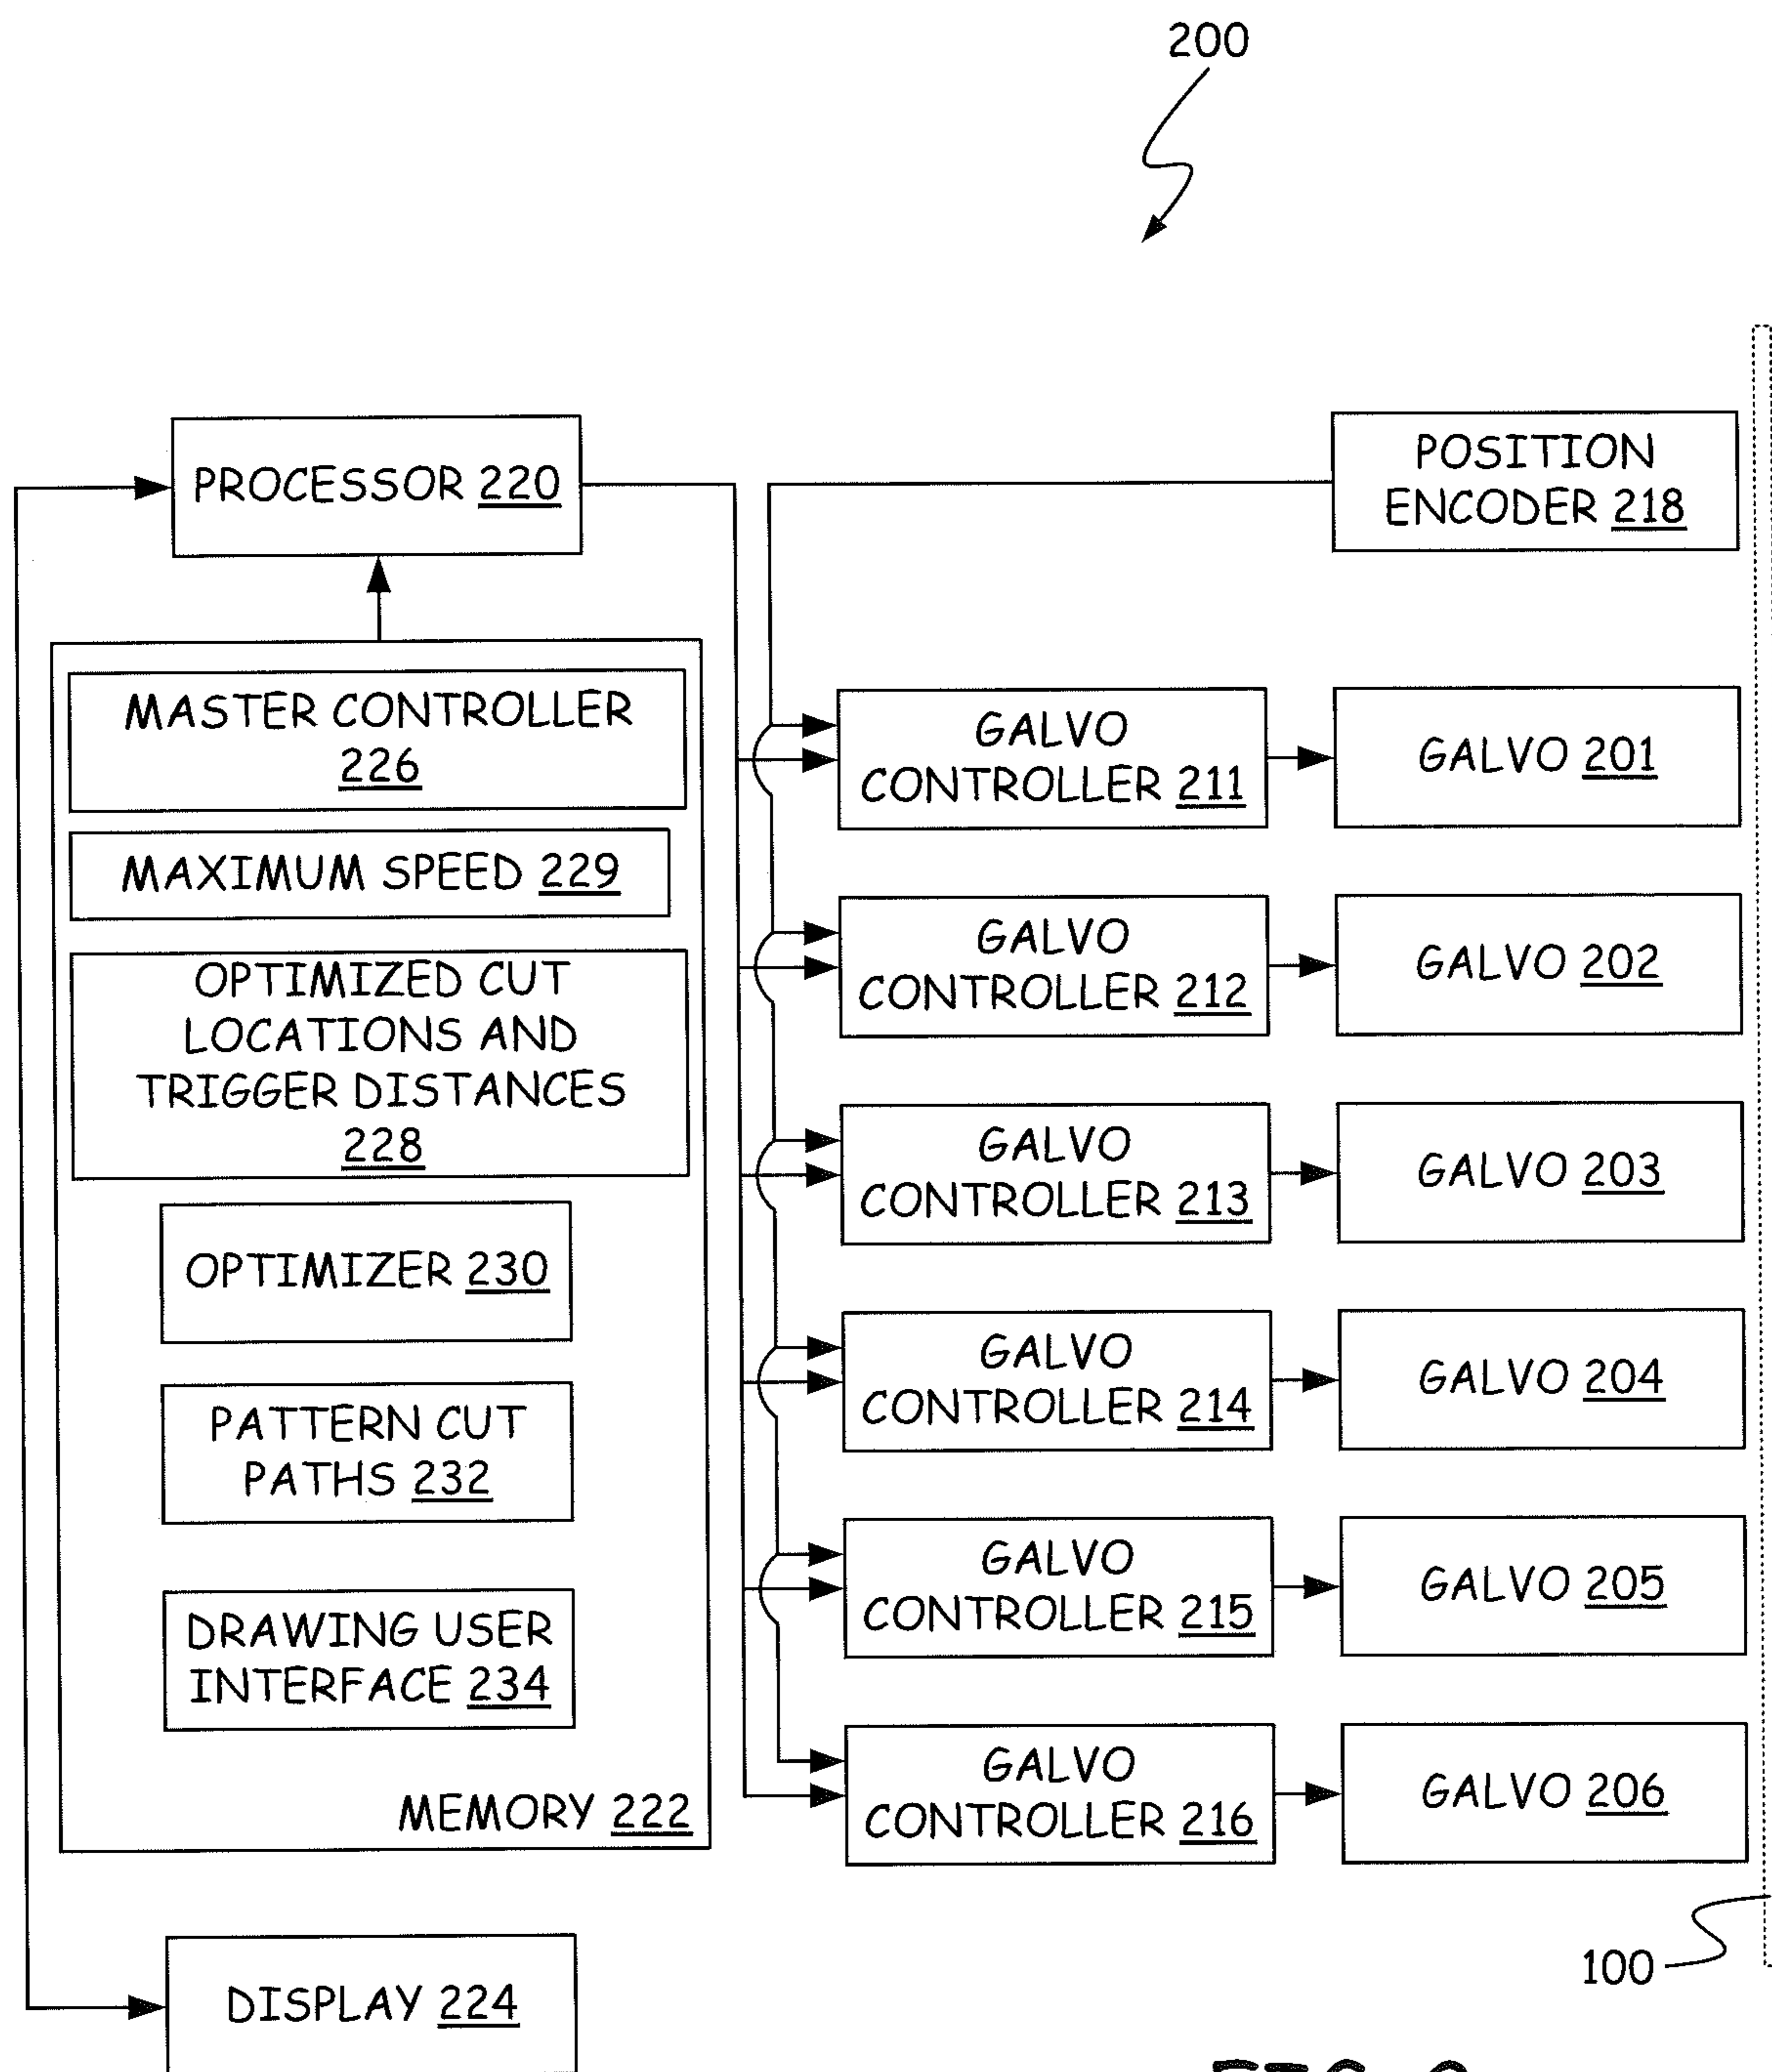 200
PROCESSOR 220
POSITION
ENCODER 218
MASTER CONTROLLER
226
MAXIMUM SPEED 229
OPTIMIZED CUT
LOCATIONS AND
TRIGGER DISTANCES
228
OPTIMIZER 230
PATTERN CUT
PATHS 232
DRAWING USER
INTERFACE 234
MEMORY 222
DISPLAY 224
GALVO
CONTROLLER 211
GALVO 201
GALVO
CONTROLLER 212
GALVO 202
GALVO
CONTROLLER 213
GALVO 203
GALVO
CONTROLLER 214
GALVO 204
GALVO
CONTROLLER 215
GALVO 205
GALVO
CONTROLLER 216
GALVO 206
100